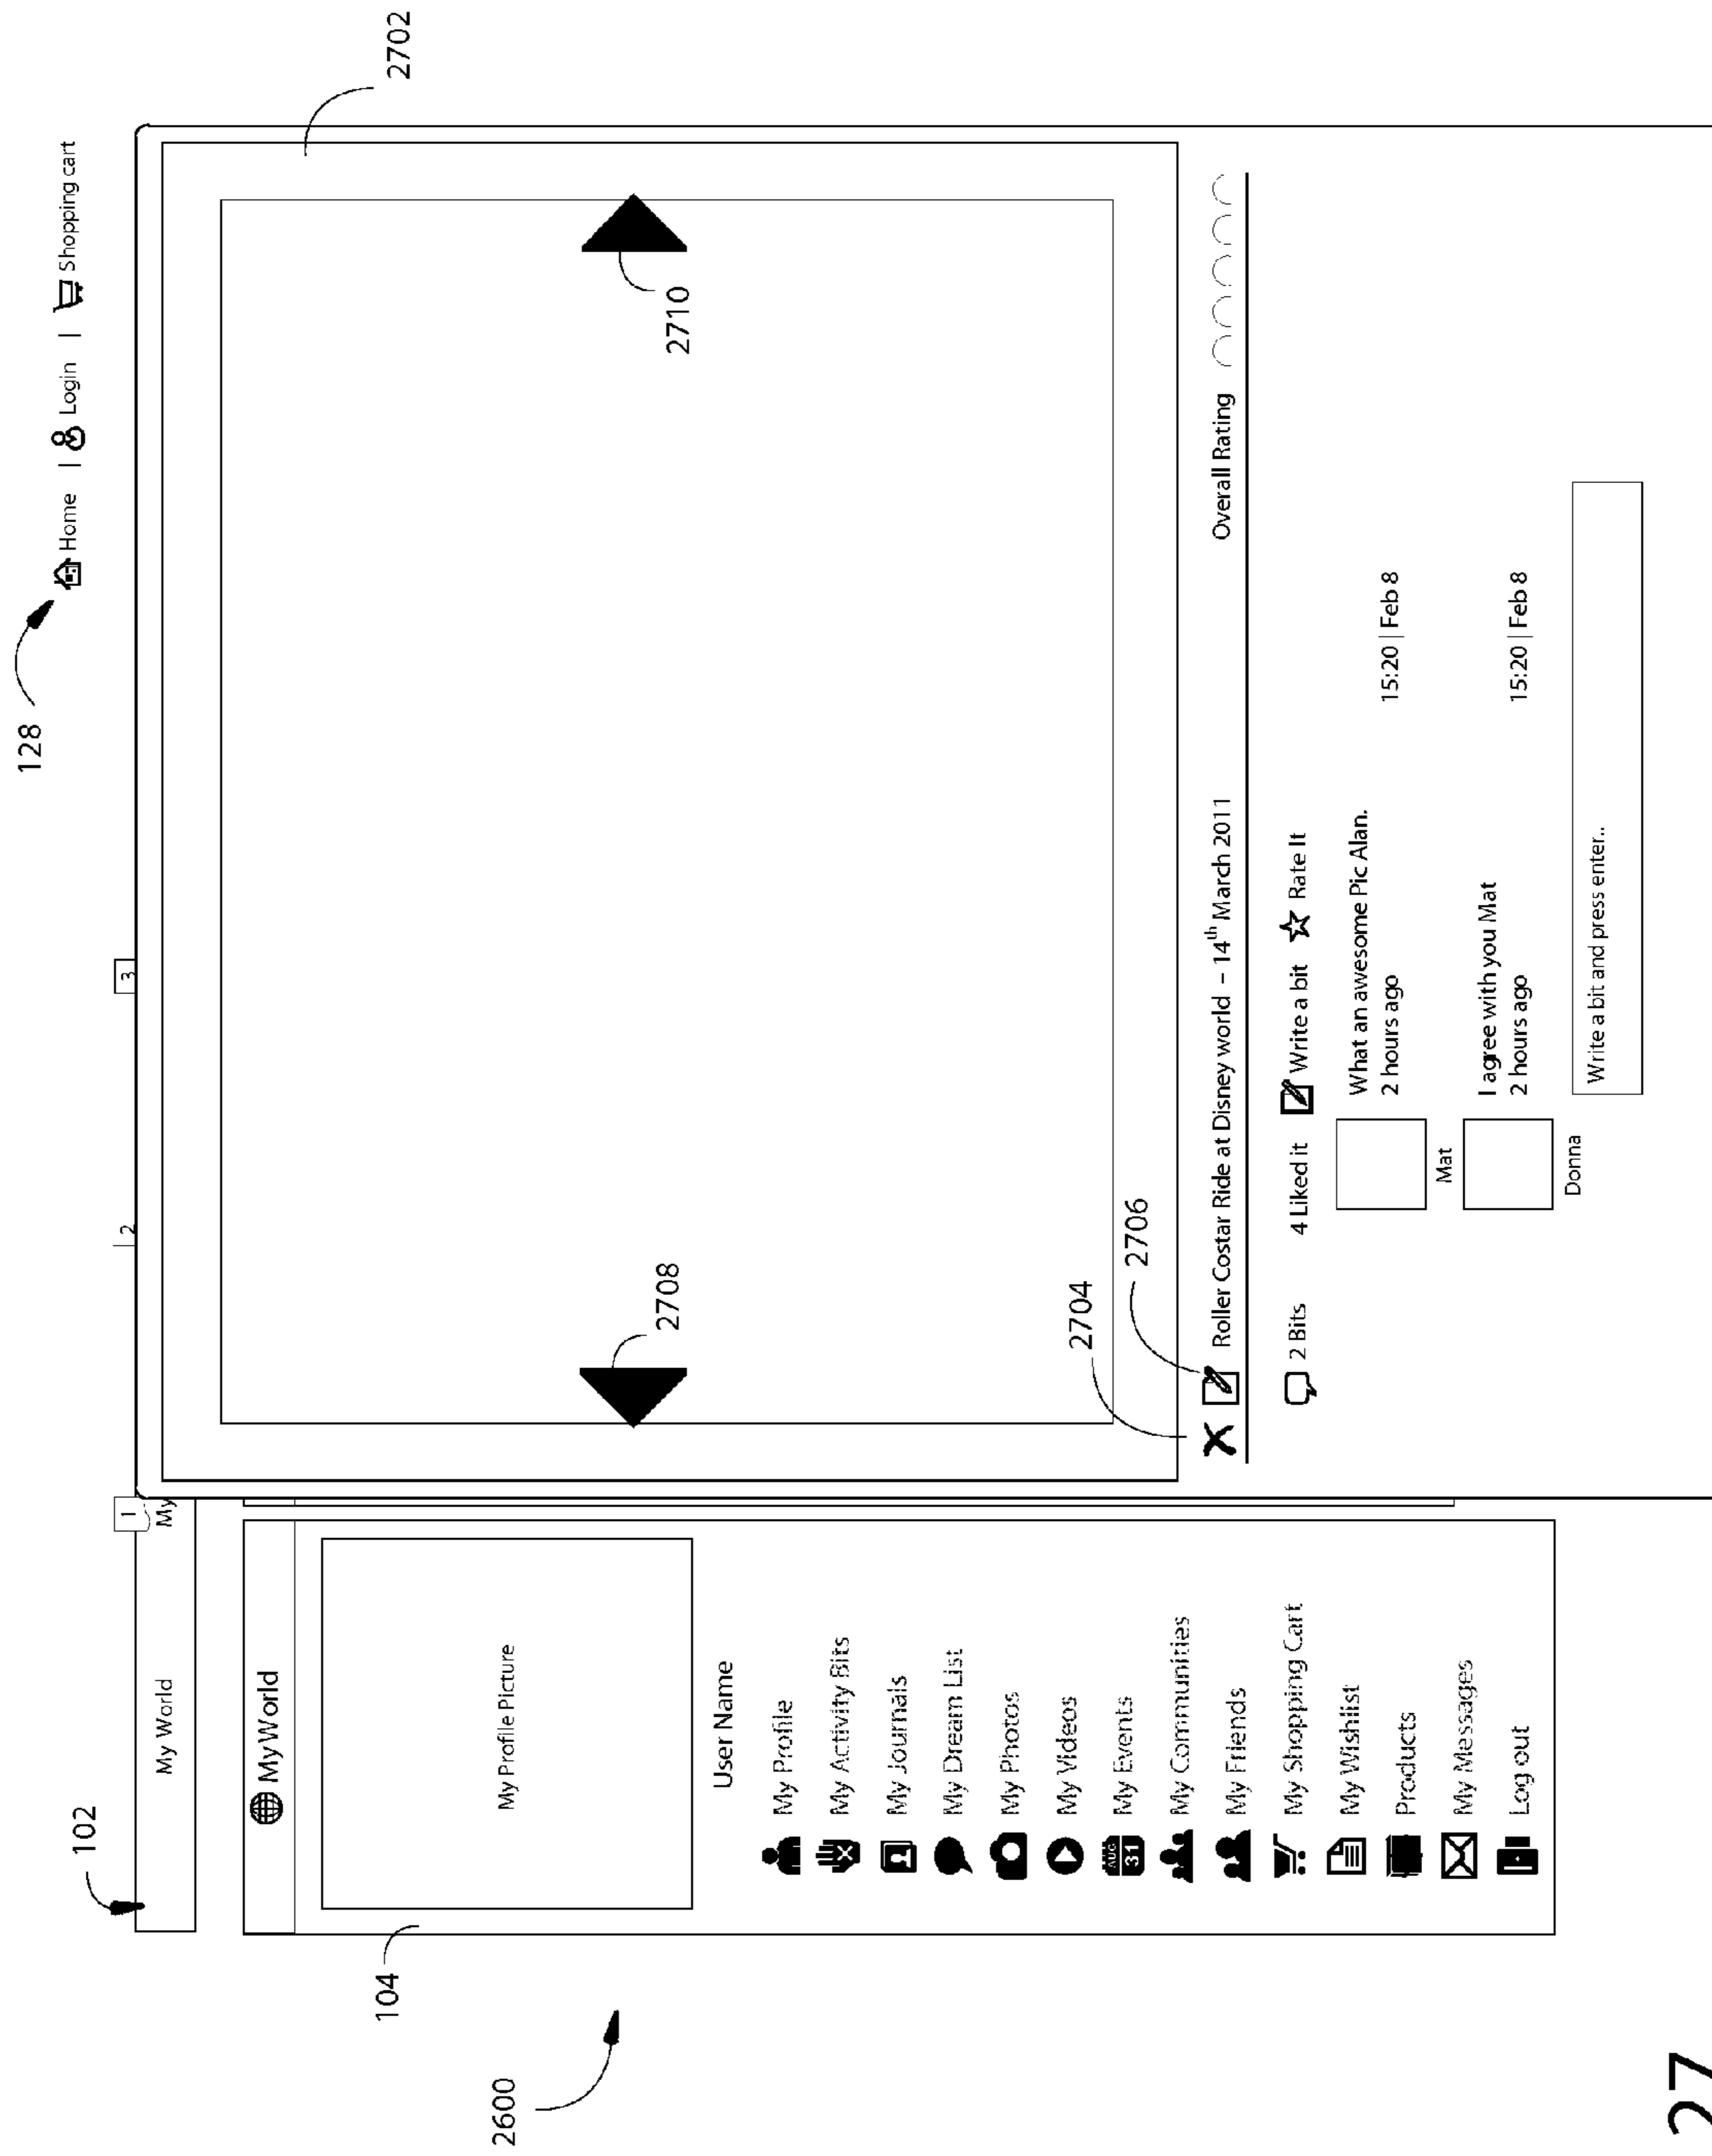 128
Home | Login | Shopping cart
102
1
2
3
My World
My
2702
104
MyWorld
My Profile Picture
2600
User Name
My Profile
My Activity Bits
My Journals
My Dream List
My Photos
My Videos
My Events
AUG
31
My Communities
My Friends
My Shopping Cart
My Wishlist
Products
My Messages
Log out
2708
2710
2704
2706
Roller Costar Ride at Disney world – 14th March 2011
Overall Rating
2 Bits 4 Liked it Write a bit Rate It
What an awesome Pic Alan.
2 hours ago 15:20 | Feb 8
Mat
I agree with you Mat
2 hours ago 15:20 | Feb 8
Donna
Write a bit and press enter..
27